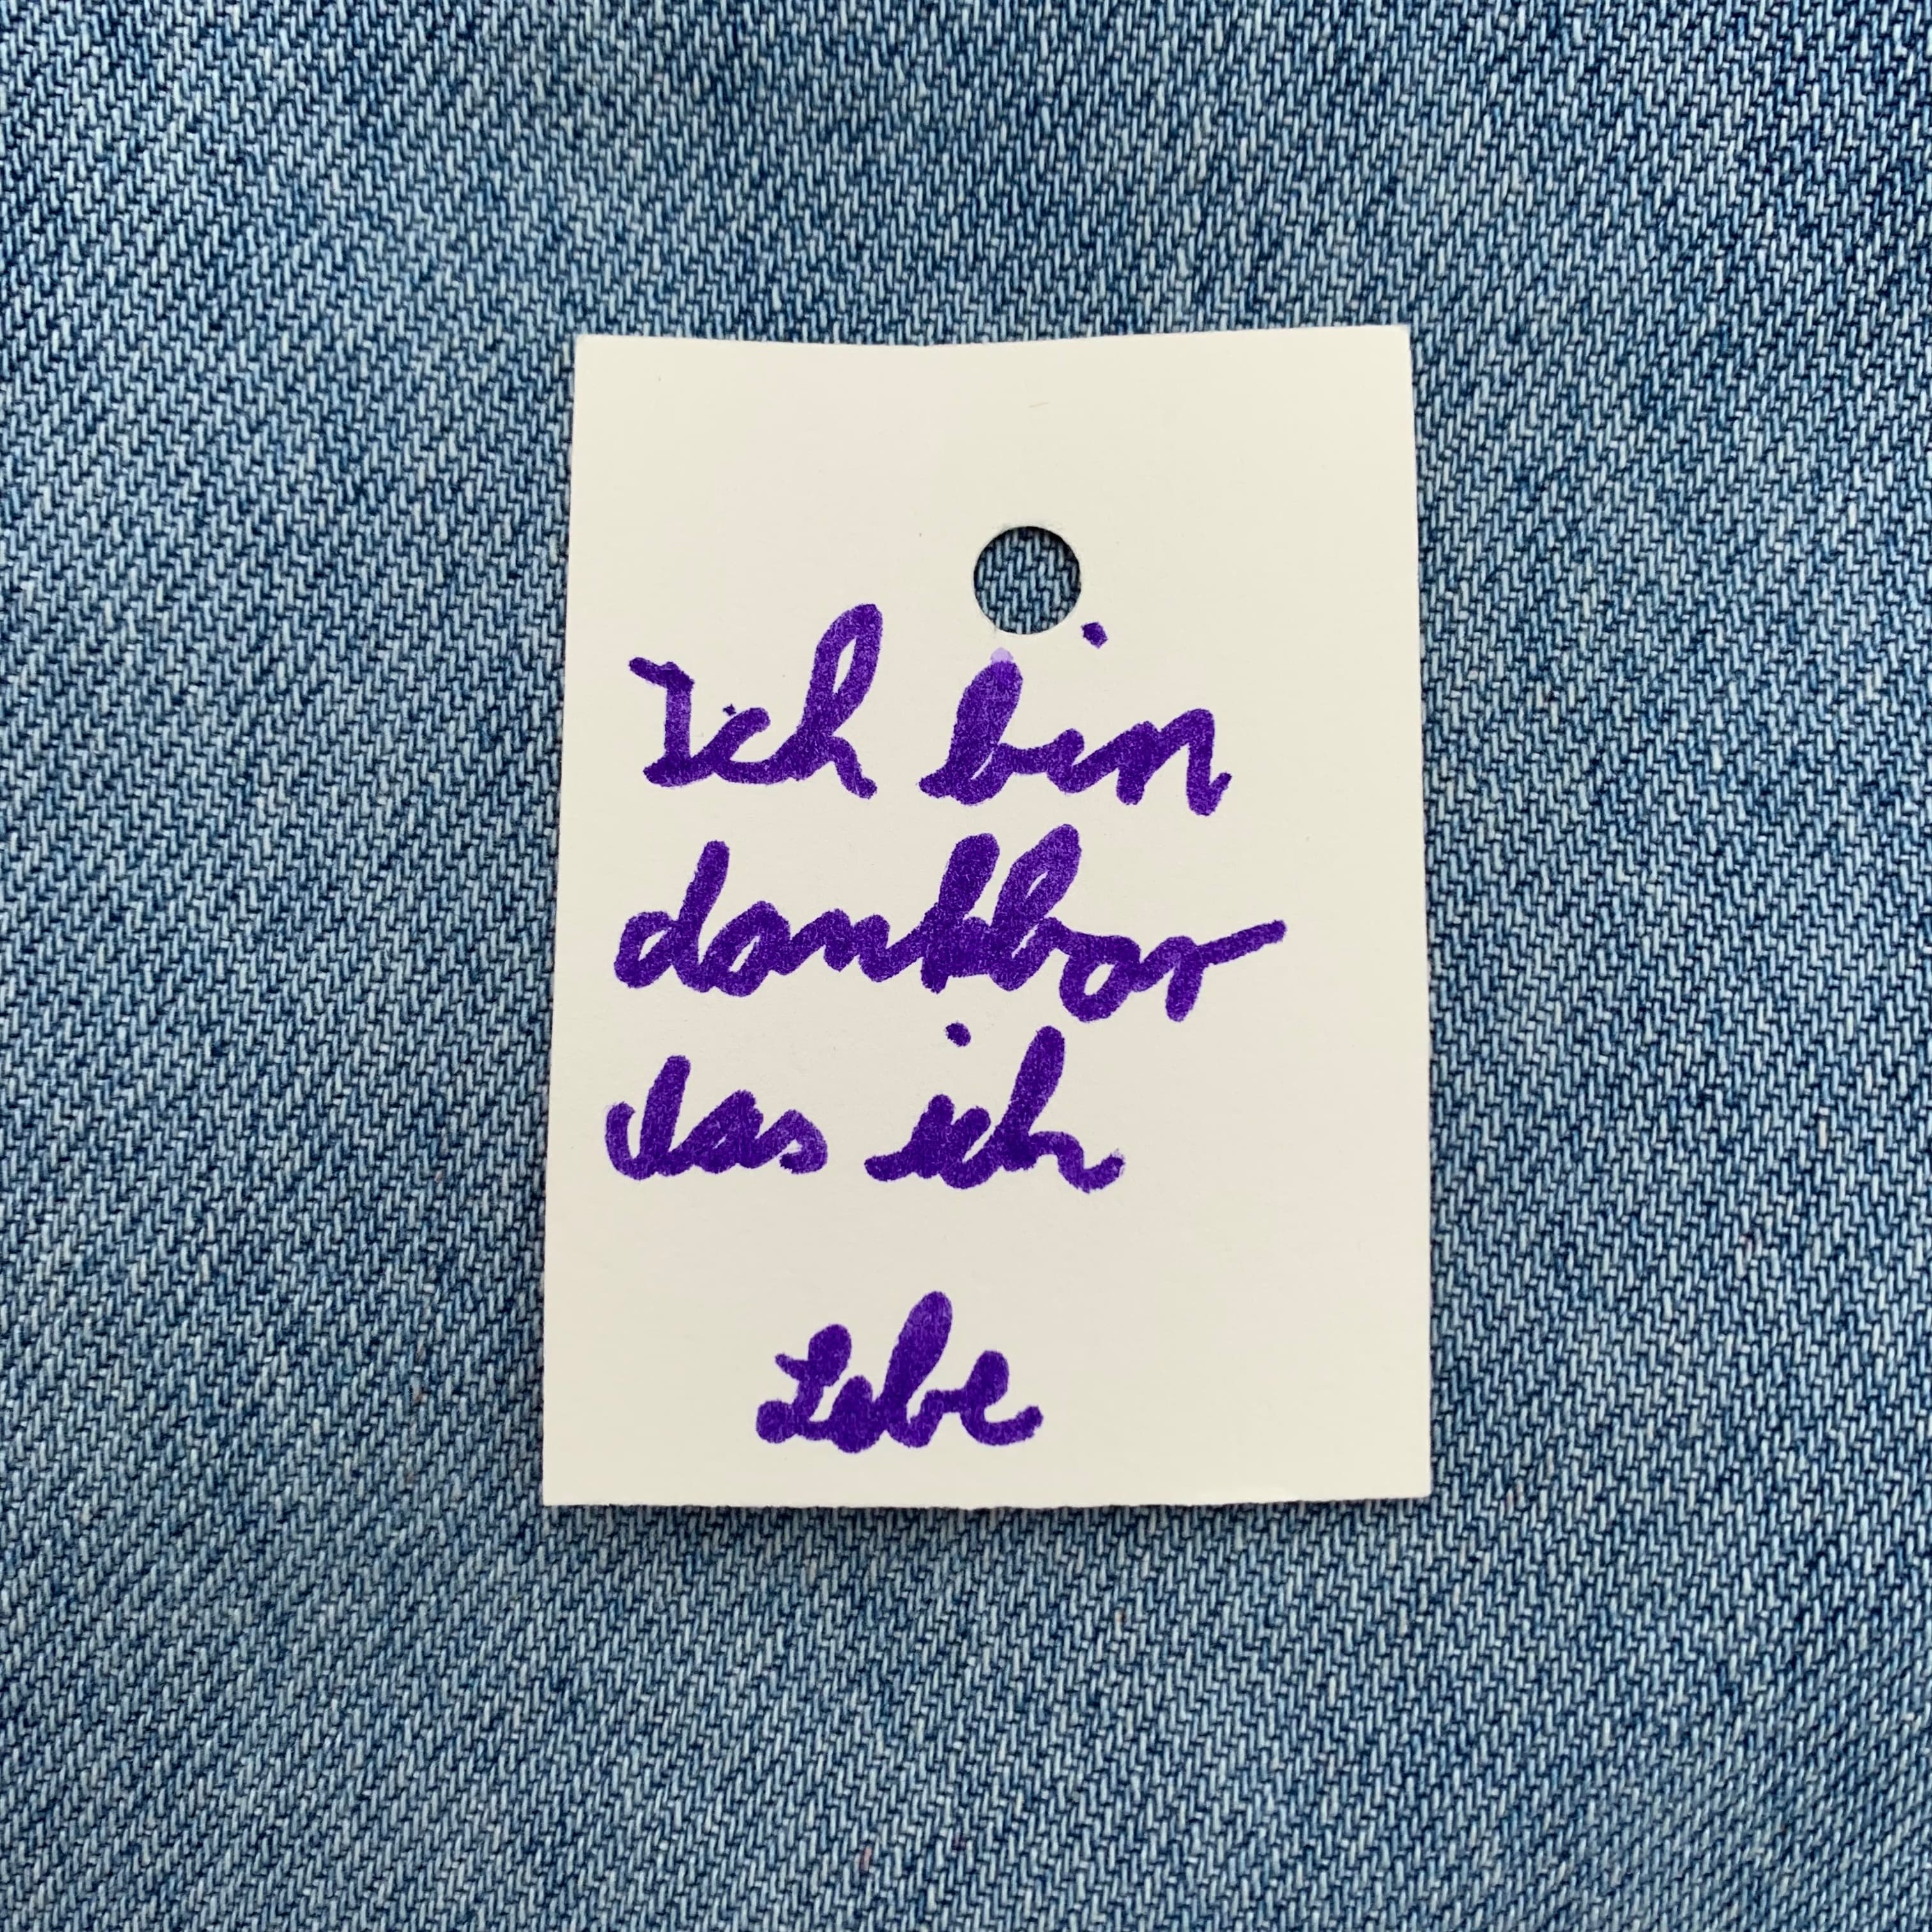 Ich bin
dankbar
das ich
Lebe